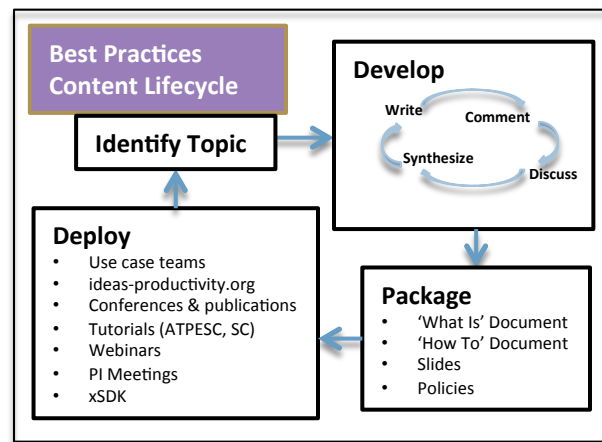 Best Practices
Content Lifecycle
Identify Topic
Develop
Write
Comment
Synthesize
Discuss
Deploy
• Use case teams
• ideas-productivity.org
• Conferences & publications
• Tutorials (ATPESC, SC)
• Webinars
• PI Meetings
• xSDK
Package
• ‘What Is’ Document
• ‘How To’ Document
• Slides
• Policies